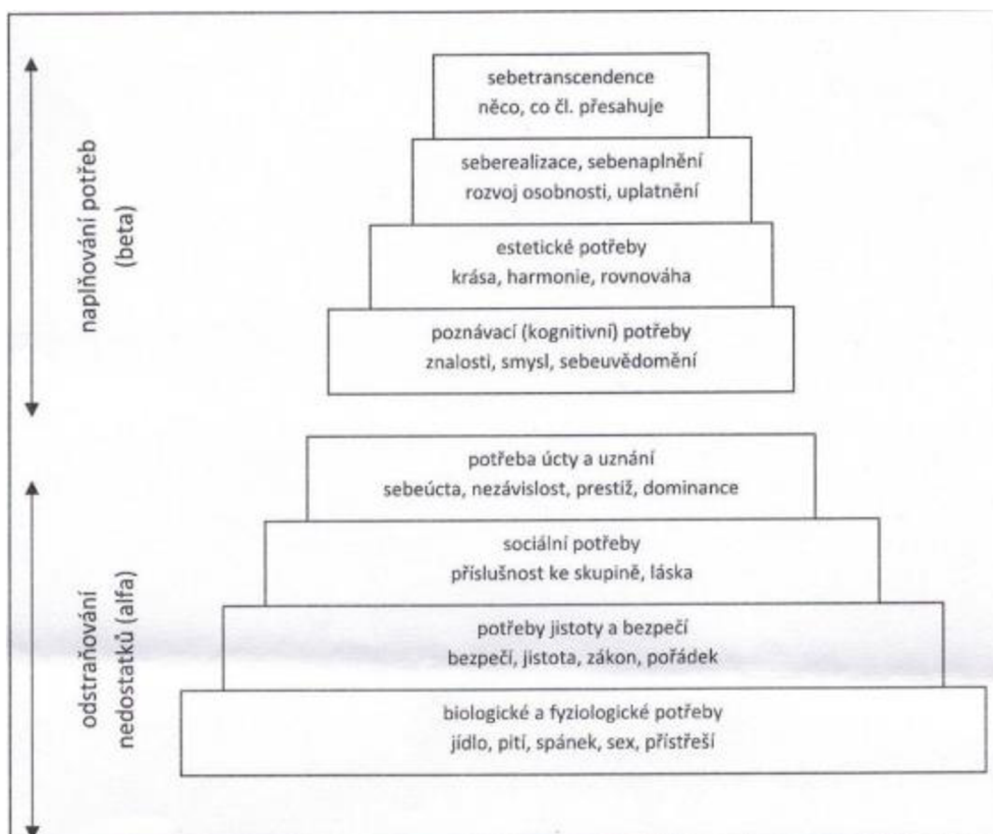 sebetranscendence
něco, co čl. přesahuje
seberealizace, sebenaplnění
rozvoj osobnosti, uplatnění
estetické potřeby
krása, harmonie, rovnováha
poznávací (kognitivní) potřeby
znalosti, smysl, sebeuvědomění
naplňování potřeb
(beta)
potřeba úcty a uznání
sebeúcta, nezávislost, prestiž, dominance
sociální potřeby
příslušnost ke skupině, láska
potřeby jistoty a bezpečí
bezpečí, jistota, zákon, pořádek
biologické a fyziologické potřeby
jídlo, pití, spánek, sex, přístřeší
odstraňování
nedostatků (alfa)